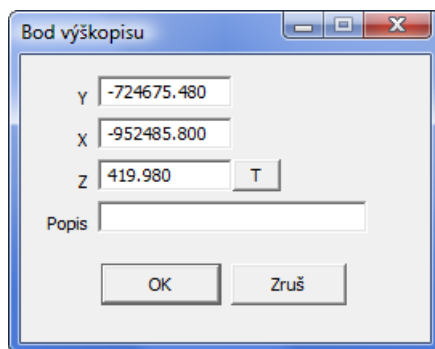 Bod výškopisu
Y -724675.480
X -952485.800
Z 419.980 T
Popis
OK Zruš